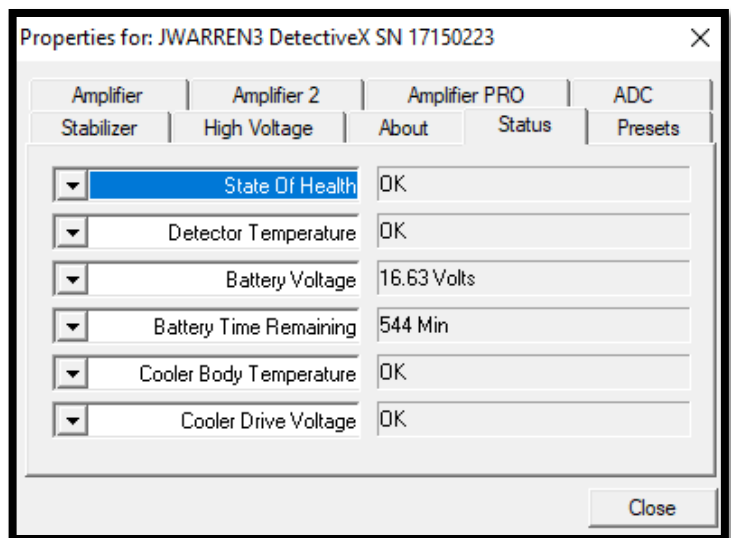 Properties for: JWARREN3 DetectiveX SN 17150223
Amplifier Amplifier 2 Amplifier PRO ADC
Stabilizer High Voltage About Status Presets
State Of Health OK
Detector Temperature OK
Battery Voltage 16.63 Volts
Battery Time Remaining 544 Min
Cooler Body Temperature OK
Cooler Drive Voltage OK
Close